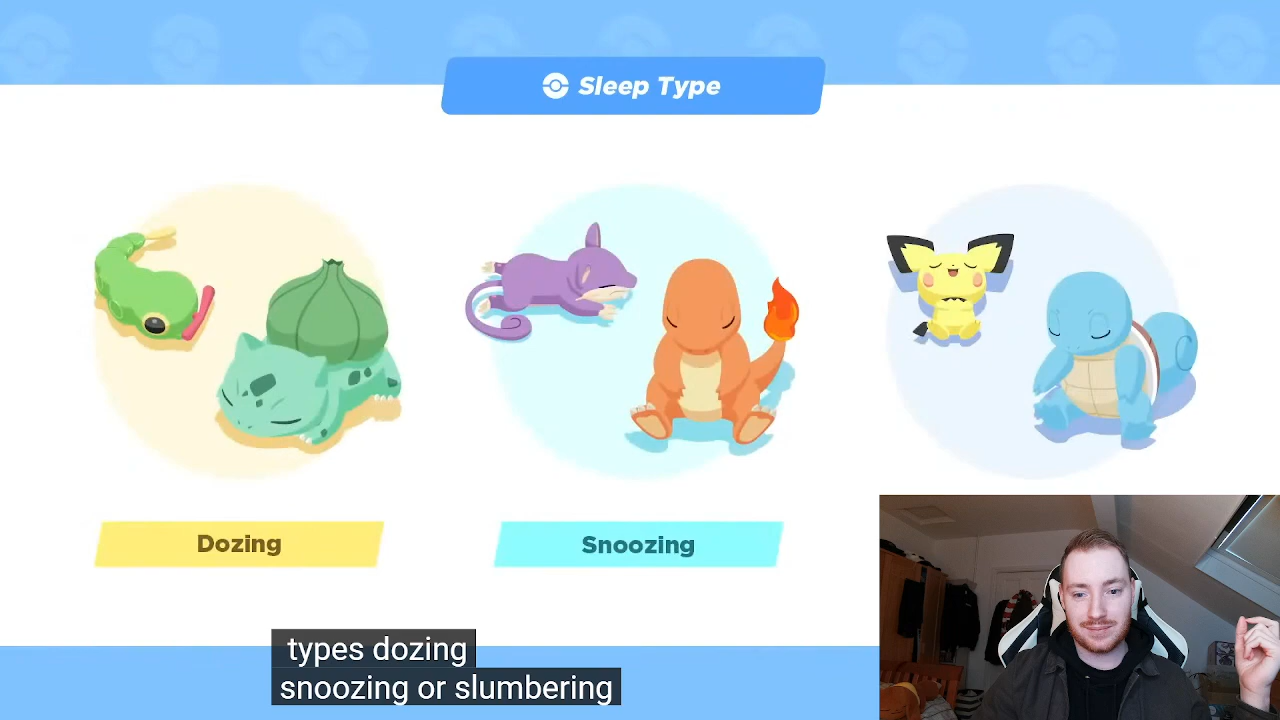 Sleep Type
Dozing
Snoozing
types dozing
snoozing or slumbering